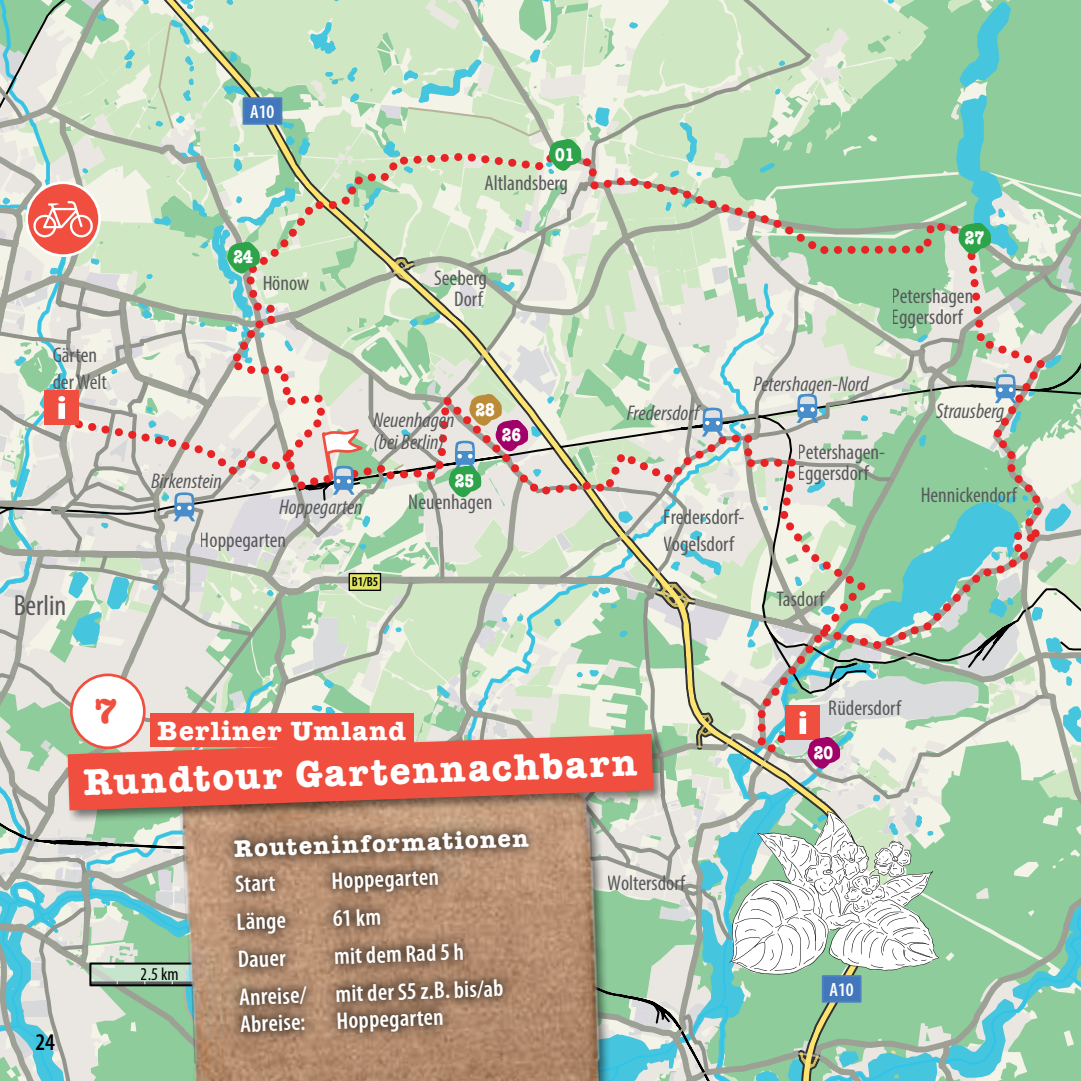 A10
01
Altlandsberg
24
27
Hönow
Seeberg
Dorf
Petershagen
Eggersdorf
Gärten
der Welt
i
Petershagen-Nord
Strausberg
Fredersdorf
28
Neuenhagen
(bei Berlin)
26
Petershagen-
Eggersdorf
Birkenstein
25
Hoppegarten
Neuenhagen
Hennickendorf
Fredersdorf-
Vogelsdorf
Hoppegarten
B1/B5
Berlin
Tasdorf
7
Berliner Umland
Rundtour Gartennachbarn
i
Rüdersdorf
20
Routeninformationen
Start Hoppegarten
Länge 61 km
Dauer mit dem Rad 5 h
Anreise/ mit der S5 z.B. bis/ab
Abreise: Hoppegarten
Woltersdorf
2.5 km
A10
24